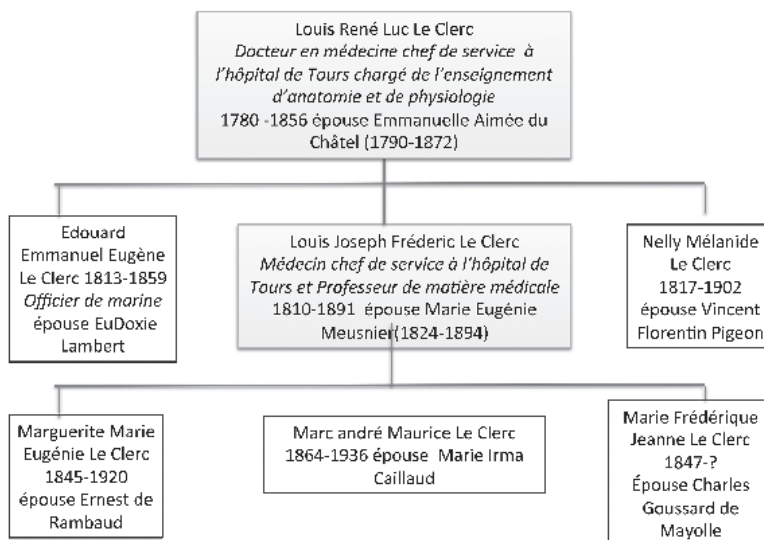 Louis René Luc Le Clerc
Docteur en médecine chef de service à
l'hôpital de Tours chargé de l'enseignement
d'anatomie et de physiologie
1780 -1856 épouse Emmanuelle Aimée du
Châtel (1790-1872)
Edouard
Emmanuel Eugène
Le Clerc 1813-1859
Officier de marine
épouse EuDoxie
Lambert
Louis Joseph Fréderic Le Clerc
Médecin chef de service à l'hôpital de
Tours et Professeur de matière médicale
1810-1891 épouse Marie Eugénie
Meusnier(1824-1894)
Nelly Mélanide
Le Clerc
1817-1902
épouse Vincent
Florentin Pigeon
Marguerite Marie
Eugénie Le Clerc
1845-1920
épouse Ernest de
Rambaud
Marc andré Maurice Le Clerc
1864-1936 épouse Marie Irma
Caillaud
Marie Frédérique
Jeanne Le Clerc
1847-?
Épouse Charles
Goussard de
Mayolle